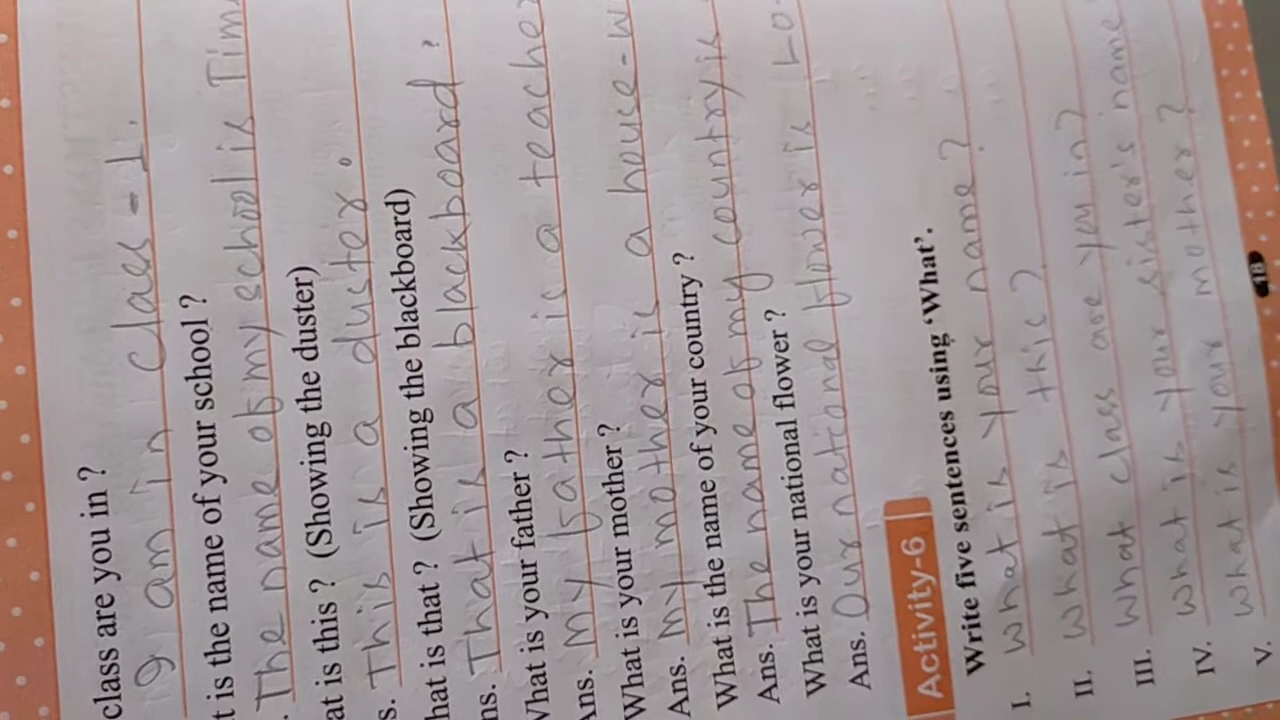 class are you in ?
I am in class - 1.
t is the name of your school ?
The name of my school is Tim
at is this ? (Showing the duster)
s. This is a duster.
hat is that ? (Showing the blackboard)
ns. That is a blackboard ?
What is your father ?
Ans. My father is a teacher
What is your mother ?
Ans. My mother is a house-w
What is the name of your country ?
Ans. The name of my country is
What is your national flower ?
Ans. Our national flower is Lo
Activity-6
Write five sentences using ‘What’.
I. What is your name ?
II. What is this ?
III. What class are you in ?
IV. What is your sister's name
V. What is your mother ?